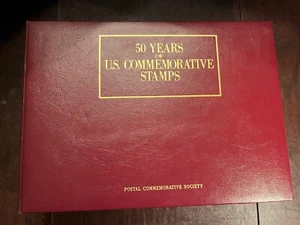 50 YEARS
OF
U.S. COMMEMORATIVE
STAMPS
POSTAL COMMEMORATIVE SOCIETY